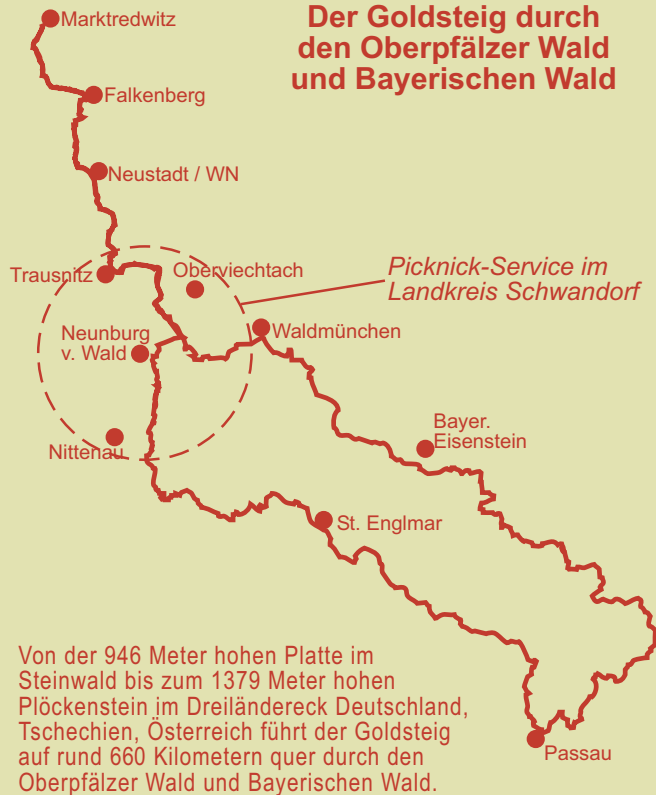 Der Goldsteig durch
den Oberpfälzer Wald
und Bayerischen Wald
Marktredwitz
Falkenberg
Neustadt / WN
Trausnitz
Oberviechtach
Picknick-Service im
Landkreis Schwandorf
Neunburg
v. Wald
Waldmünchen
Nittenau
Bayer.
Eisenstein
St. Englmar
Passau
Von der 946 Meter hohen Platte im
Steinwald bis zum 1379 Meter hohen
Plöckenstein im Dreiländereck Deutschland,
Tschechien, Österreich führt der Goldsteig
auf rund 660 Kilometern quer durch den
Oberpfälzer Wald und Bayerischen Wald.